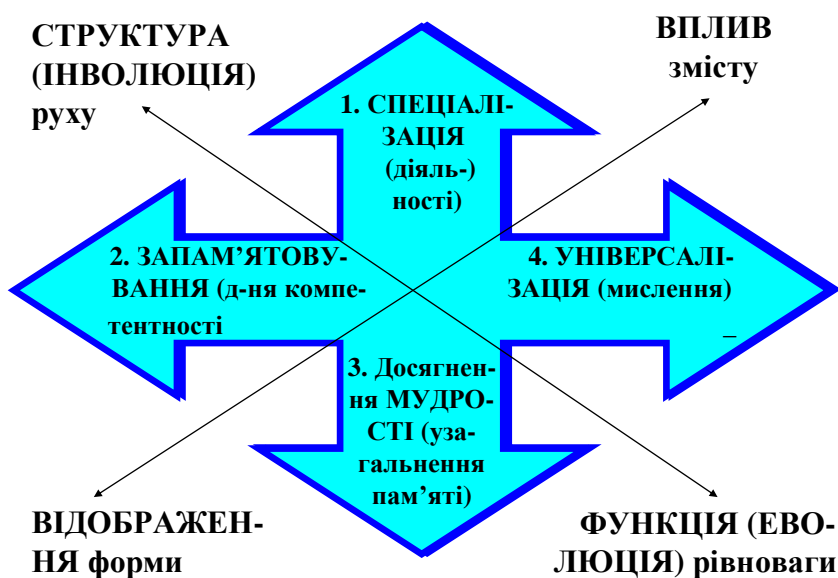 СТРУКТУРА
(ІНВОЛЮЦІЯ)
руху
ВПЛИВ
змісту
1. СПЕЦІАЛІ-
ЗАЦІЯ
(діяль-)
ності)
2. ЗАПАМ’ЯТОВУ-
ВАННЯ (д-ня компе-
тентності
4. УНІВЕРСАЛІ-
ЗАЦІЯ (мислення)
_
3. Досягнен-
ня МУДРО-
СТІ (уза-
гальнення
пам’яті)
ВІДОБРАЖЕН-
НЯ форми
ФУНКЦІЯ (ЕВО-
ЛЮЦІЯ) рівноваги